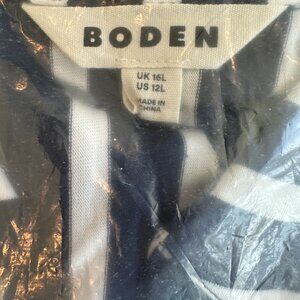 BODEN
UK 16L
US 12L
MADE IN
CHINA